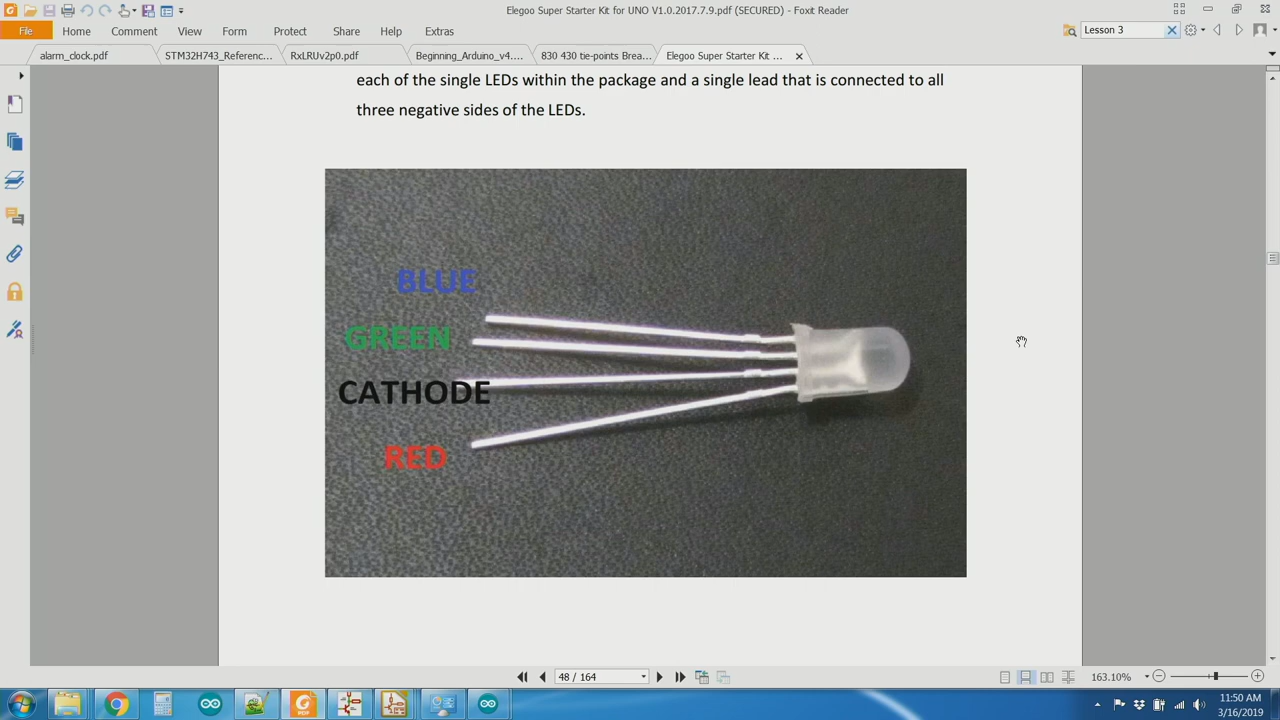 Elegoo Super Starter Kit for UNO V1.0.2017.7.9.pdf (SECURED) - Foxit Reader
File Home Comment View Form Protect Share Help Extras
Lesson 3
alarm_clock.pdf STM32H743_Referenc... RxLRUv2p0.pdf Beginning_Arduino_v4.... 830 430 tie-points Brea... Elegoo Super Starter Kit ...
each of the single LEDs within the package and a single lead that is connected to all
three negative sides of the LEDs.
BLUE
GREEN
CATHODE
RED
48 / 164
163.10%
11:50 AM
3/16/2019